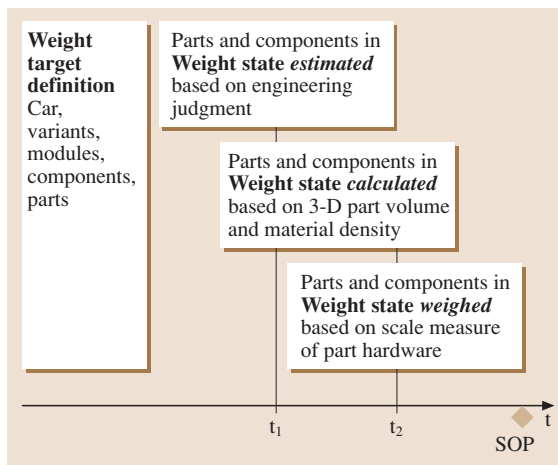 Weight
target
definition
Car,
variants,
modules,
components,
parts
Parts and components in
Weight state estimated
based on engineering
judgment
Parts and components in
Weight state calculated
based on 3-D part volume
and material density
Parts and components in
Weight state weighed
based on scale measure
of part hardware
t1
t2
t
SOP